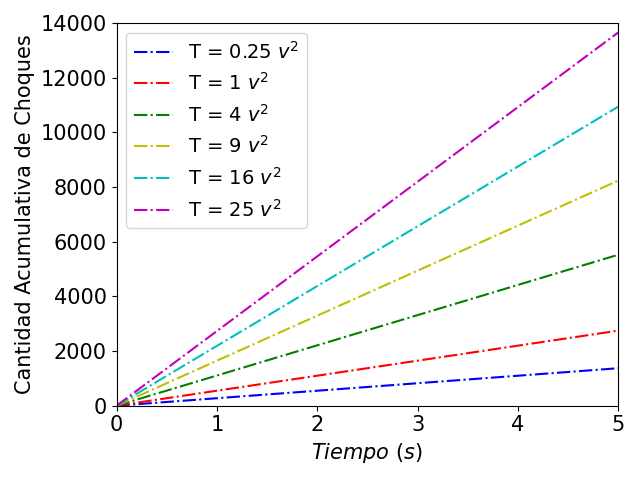 14000
12000
10000
8000
6000
4000
2000
0
Cantidad Acumulativa de Choques
T = 0.25 v²
T = 1 v²
T = 4 v²
T = 9 v²
T = 16 v²
T = 25 v²
0 1 2 3 4 5
Tiempo (s)